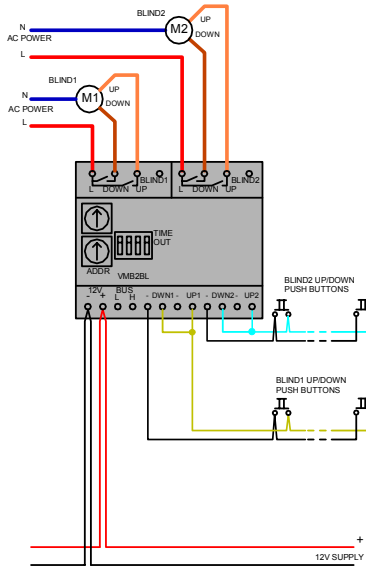 BLIND2
UP
N
M2
AC POWER
DOWN
L
BLIND1
UP
N
M1
DOWN
AC POWER
L
BLIND1
BLIND2
L DOWN UP
L DOWN UP
TIME
OUT
ADDR
VMB2BL
12V BUS
- + L H - DWN1 - UP1 - DWN2 - UP2
BLIND2 UP/DOWN
PUSH BUTTONS
BLIND1 UP/DOWN
PUSH BUTTONS
+
12V SUPPLY
-